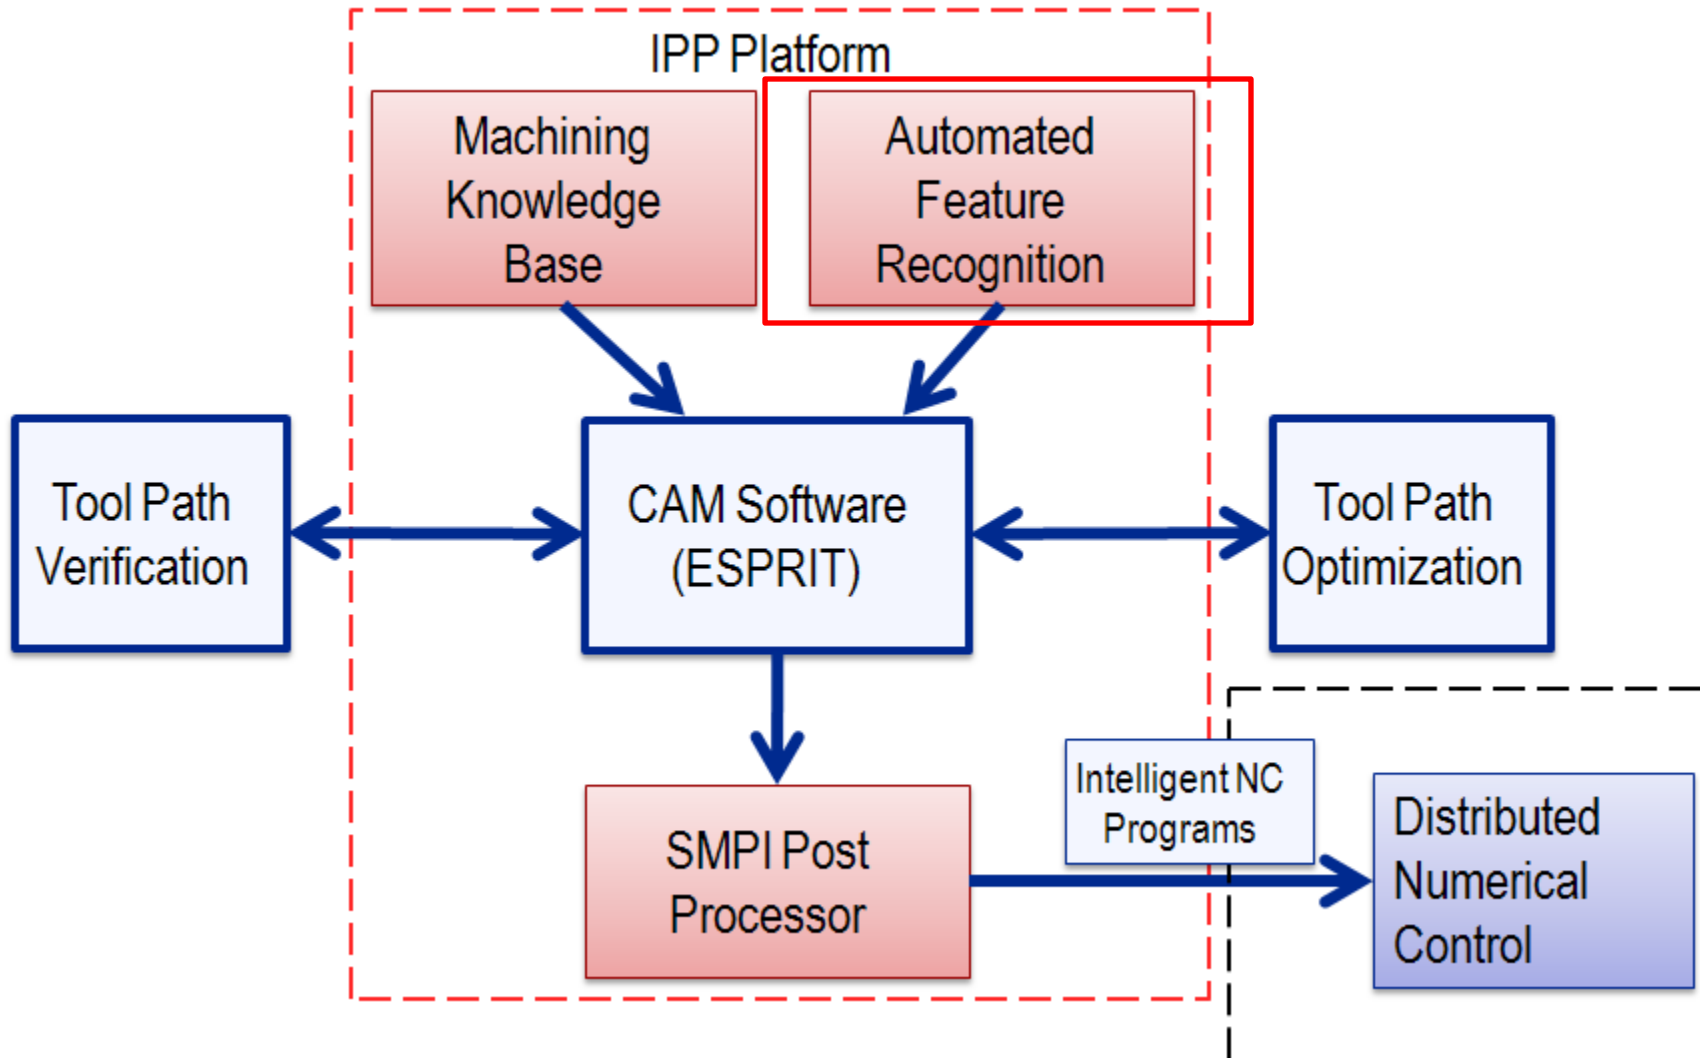 IPP Platform
Machining
Knowledge
Base
Automated
Feature
Recognition
Tool Path
Verification
CAM Software
(ESPRIT)
Tool Path
Optimization
SMPI Post
Processor
Intelligent NC
Programs
Distributed
Numerical
Control